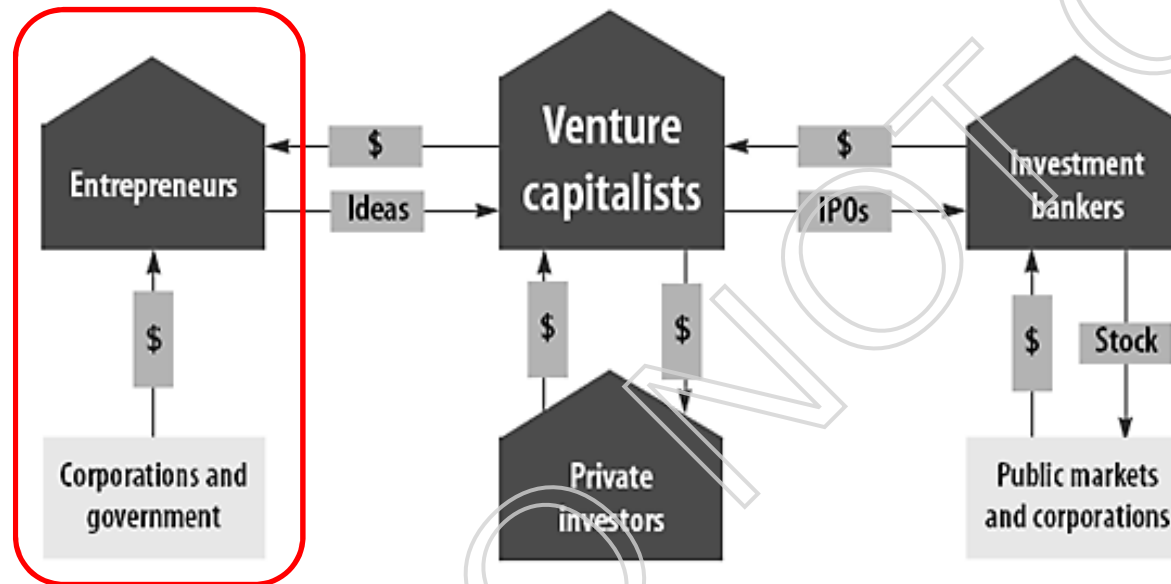 Entrepreneurs
$
Ideas
Venture
capitalists
$
iPOs
Investment
bankers
$
Corporations and
government
$
$
Private
investors
$
Stock
Public markets
and corporations